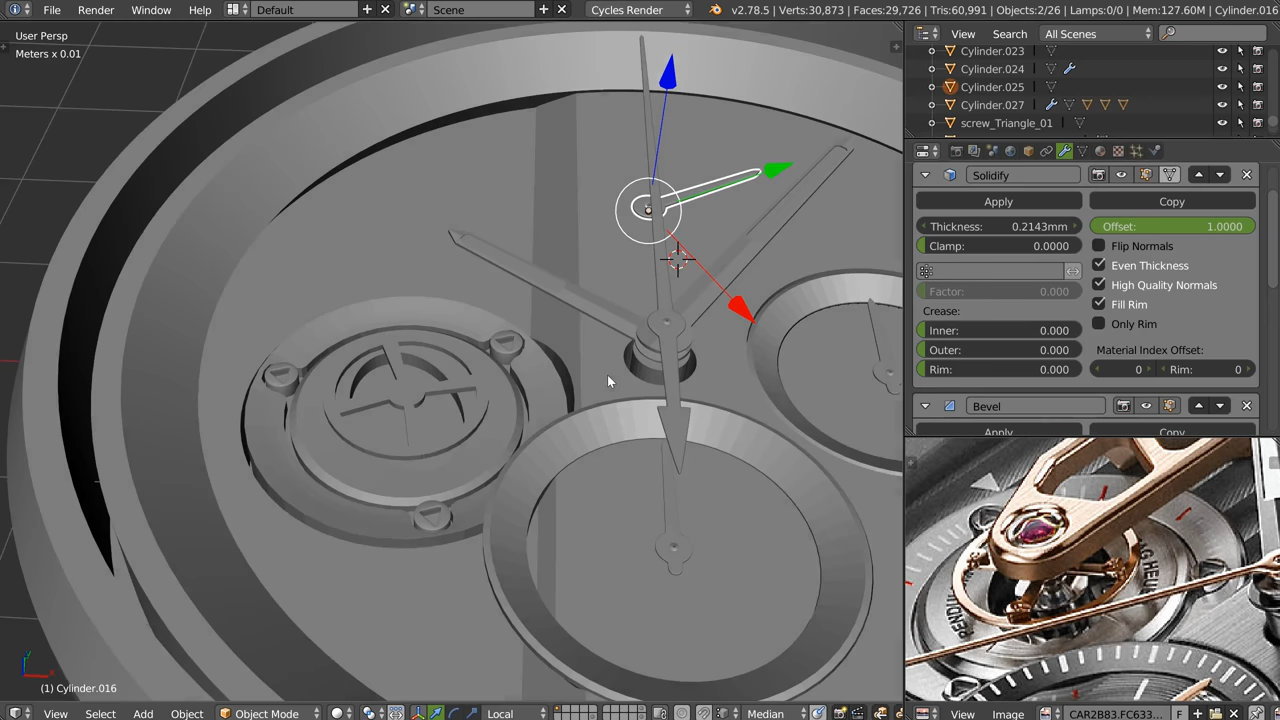 File Render Window Help Default Scene Cycles Render v2.78.5 | Verts:30,873 | Faces:29,726 | Tris:60,991 | Objects:2/26 | Lamps:0/0 | Mem:127.60M | Cylinder.016
User Persp
Meters x 0.01
View Search All Scenes
Cylinder.023
Cylinder.024
Cylinder.025
Cylinder.027
screw_Triangle_01
Solidify
Apply Copy
Thickness: 0.2143mm Offset: 1.0000
Clamp: 0.0000 Flip Normals
Even Thickness
Factor: 0.000 High Quality Normals
Crease: Fill Rim
Inner: 0.000 Only Rim
Outer: 0.000 Material Index Offset:
Rim: 0.000 0 Rim: 0
Bevel
Apply Copy
(1) Cylinder.016
View Select Add Object Object Mode Local Median
View Image CAR2B83.FC633... F